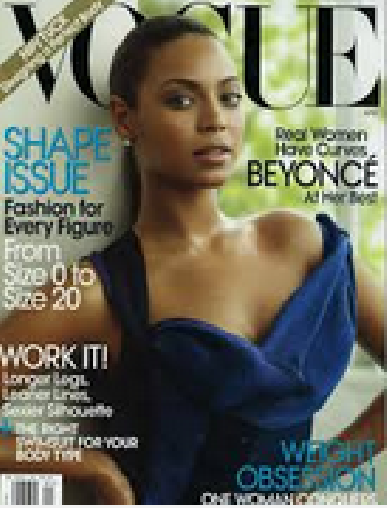 VOGUE
SHAPE
ISSUE
Fashion for
Every Figure
From
Size 0 to
Size 20
Real Women
Have Curves
BEYONCÉ
At Her Best
WORK IT!
Longer Legs,
Leaner Lines,
Sexier Silhouette
THE RIGHT
SWIMSUIT FOR YOUR
BODY TYPE
WEIGHT
OBSESSION
ONE WOMAN CONQUERS